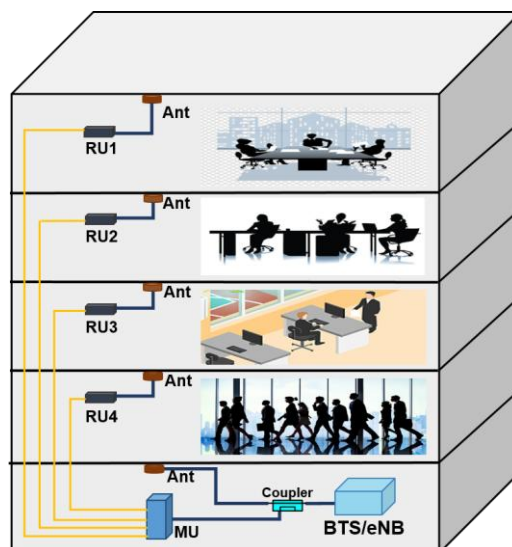 Ant
RU1
Ant
RU2
Ant
RU3
Ant
RU4
Ant
Coupler
MU
BTS/eNB